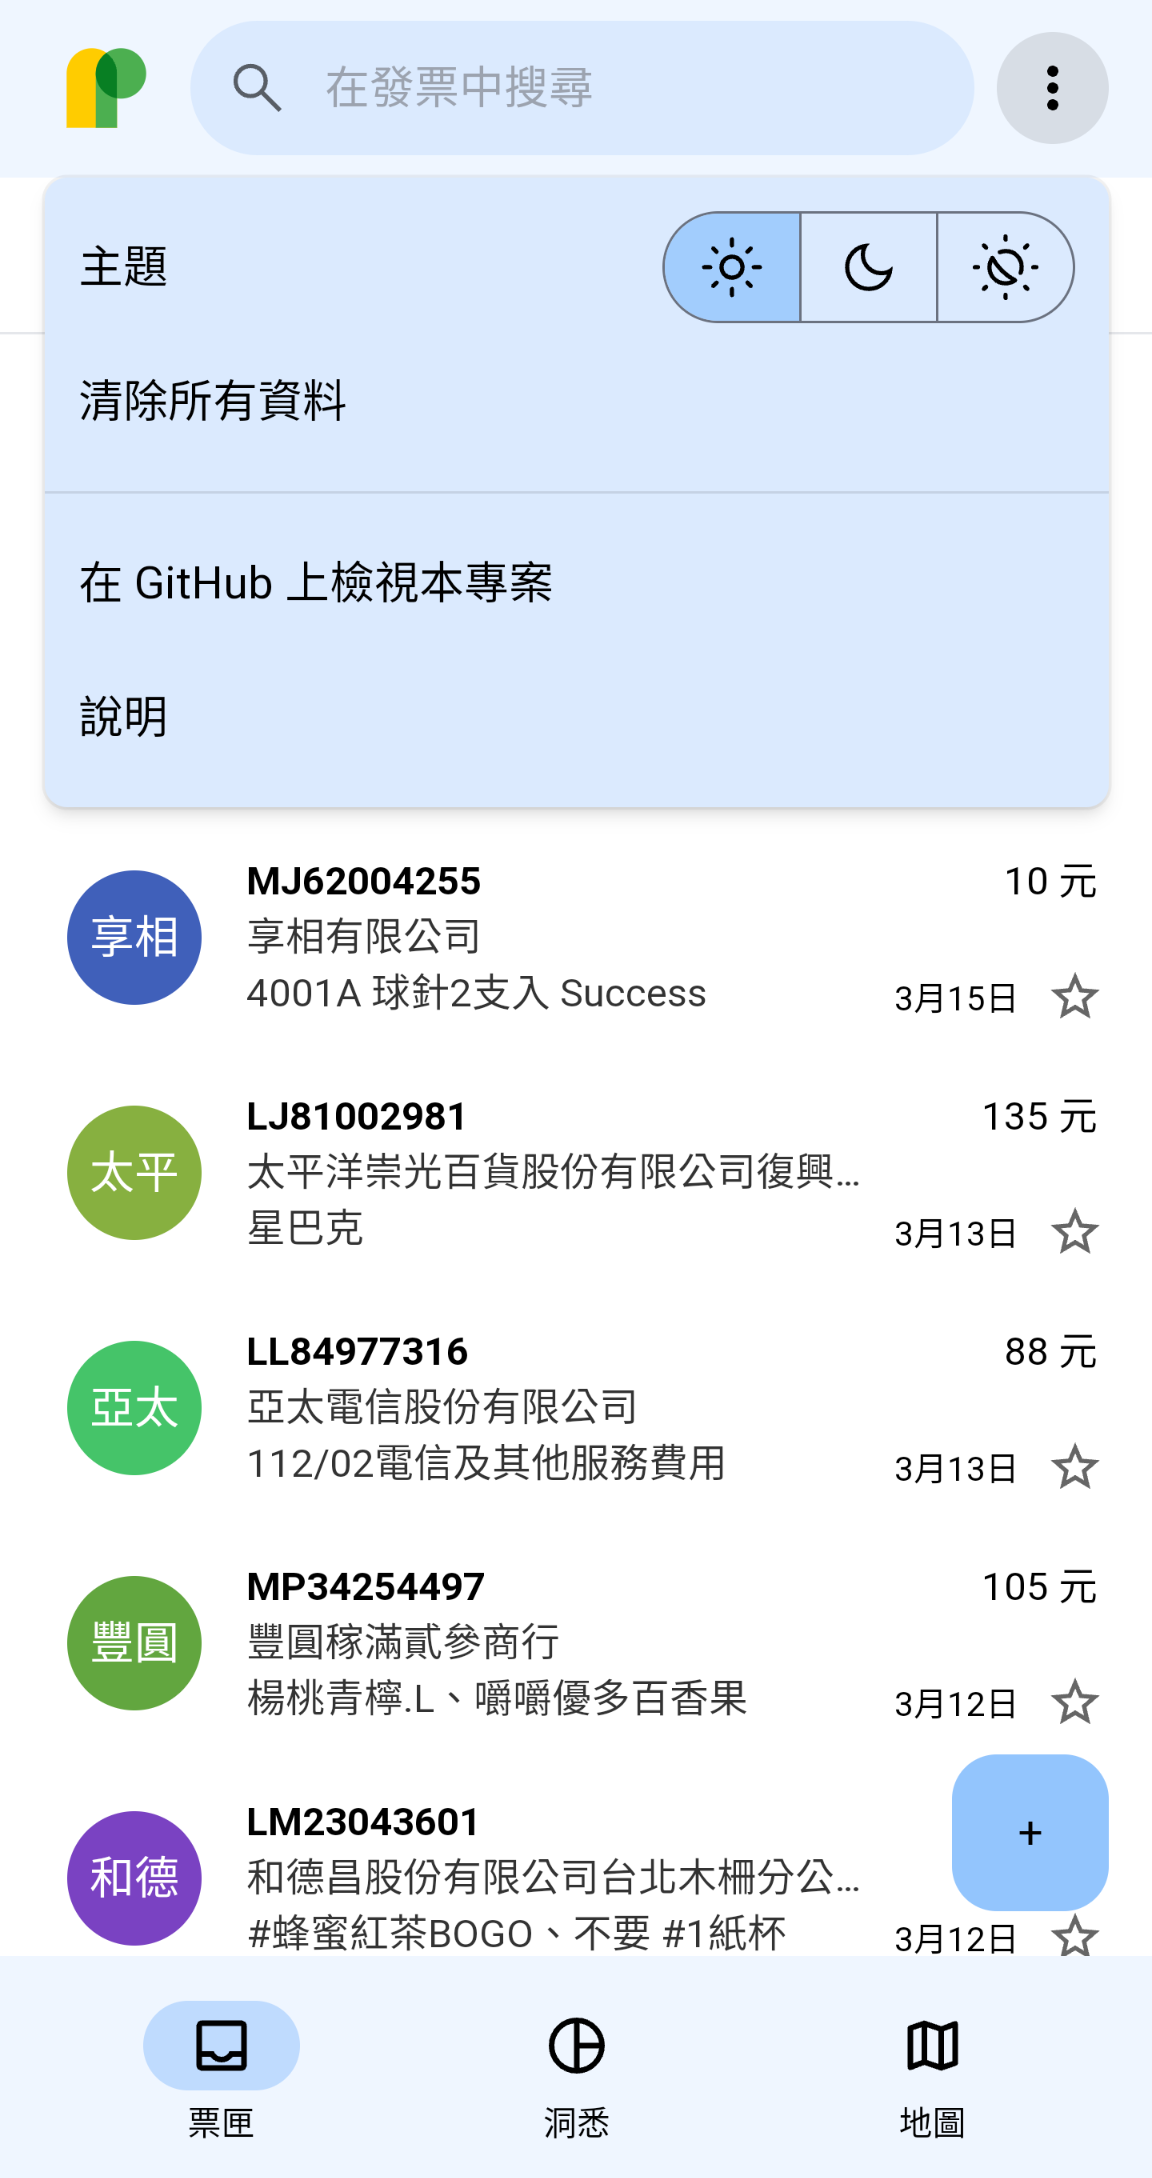 在發票中搜尋
主題
清除所有資料
在 GitHub 上檢視本專案
說明
享相
MJ62004255
10 元
享相有限公司
4001A 球針2支入 Success
3月15日
太平
LJ81002981
135 元
太平洋崇光百貨股份有限公司復興...
星巴克
3月13日
亞太
LL84977316
88 元
亞太電信股份有限公司
112/02電信及其他服務費用
3月13日
豐圓
MP34254497
105 元
豐圓稼滿貳參商行
楊桃青檸.L、嚼嚼優多百香果
3月12日
和德
LM23043601
+
和德昌股份有限公司台北木柵分公...
#蜂蜜紅茶BOGO、不要 #1紙杯
3月12日
票匣
洞悉
地圖